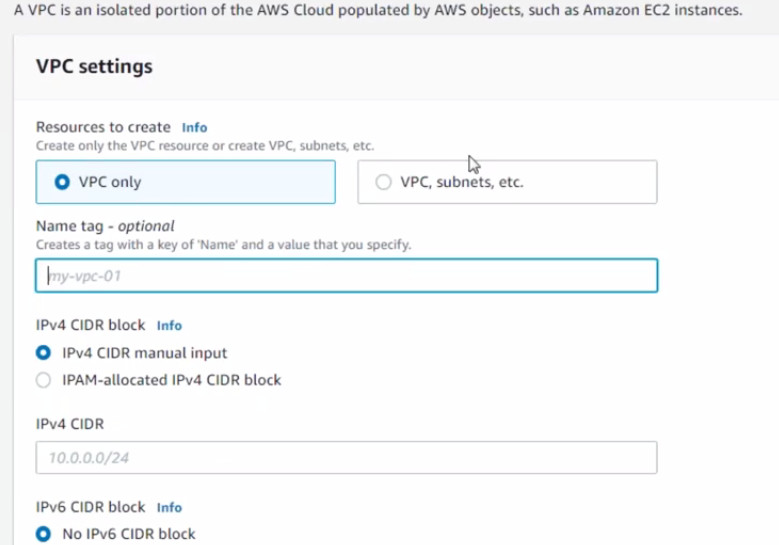 A VPC is an isolated portion of the AWS Cloud populated by AWS objects, such as Amazon EC2 instances.
VPC settings
Resources to create Info
Create only the VPC resource or create VPC, subnets, etc.
VPC only
VPC, subnets, etc.
Name tag - optional
Creates a tag with a key of 'Name' and a value that you specify.
my-vpc-01
IPv4 CIDR block Info
IPv4 CIDR manual input
IPAM-allocated IPv4 CIDR block
IPv4 CIDR
10.0.0.0/24
IPv6 CIDR block Info
No IPv6 CIDR block